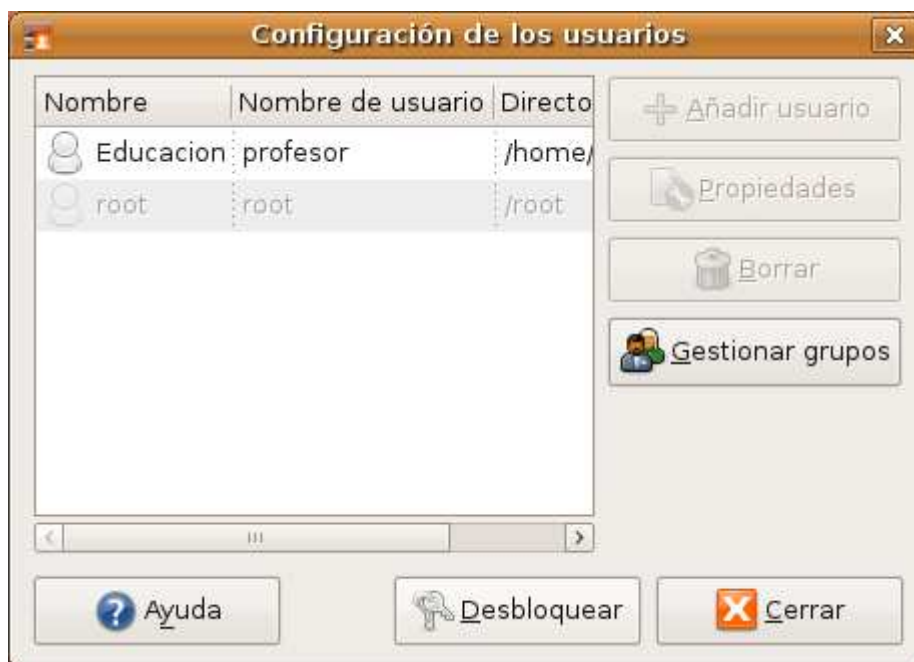 Configuración de los usuarios
Nombre Nombre de usuario Directo
Educacion profesor /home/
root root /root
Añadir usuario
Propiedades
Borrar
Gestionar grupos
Ayuda Desbloquear Cerrar